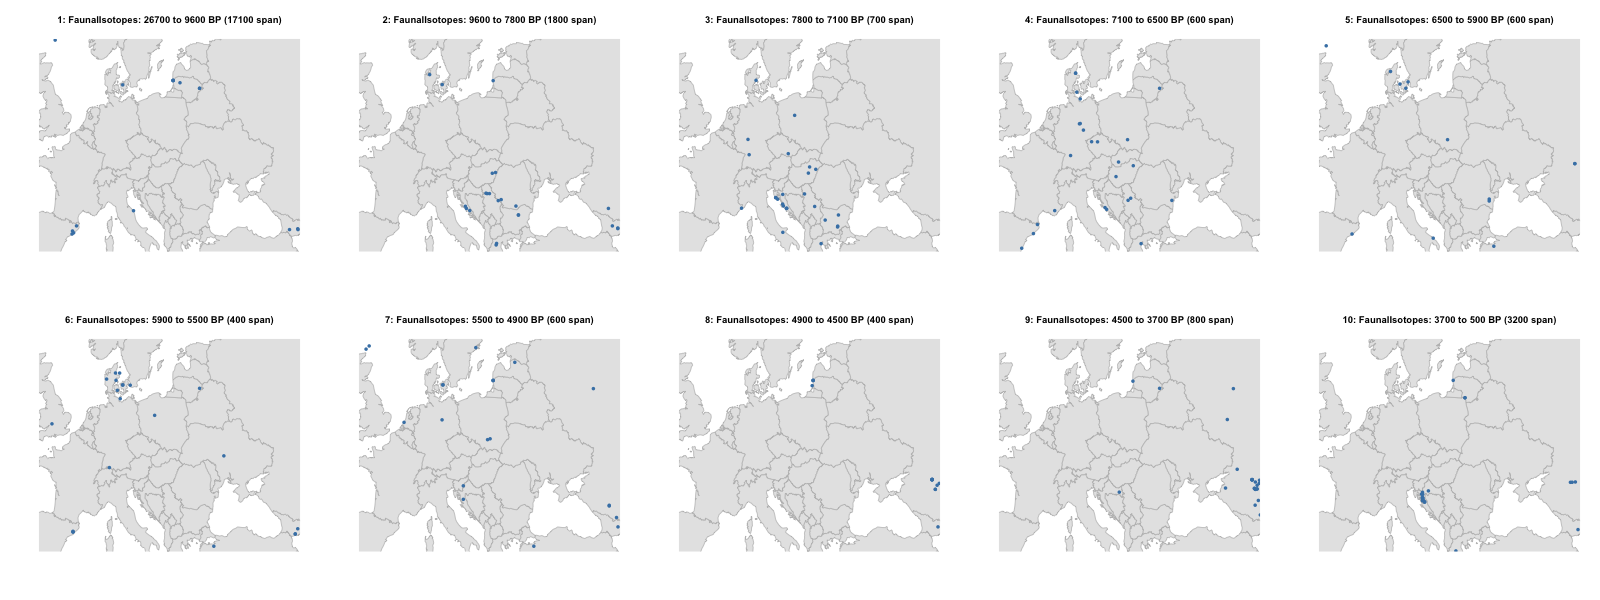 1: FaunalIsotopes: 26700 to 9600 BP (17100 span)
2: FaunalIsotopes: 9600 to 7800 BP (1800 span)
3: FaunalIsotopes: 7800 to 7100 BP (700 span)
4: FaunalIsotopes: 7100 to 6500 BP (600 span)
5: FaunalIsotopes: 6500 to 5900 BP (600 span)
6: FaunalIsotopes: 5900 to 5500 BP (400 span)
7: FaunalIsotopes: 5500 to 4900 BP (600 span)
8: FaunalIsotopes: 4900 to 4500 BP (400 span)
9: FaunalIsotopes: 4500 to 3700 BP (800 span)
10: FaunalIsotopes: 3700 to 500 BP (3200 span)